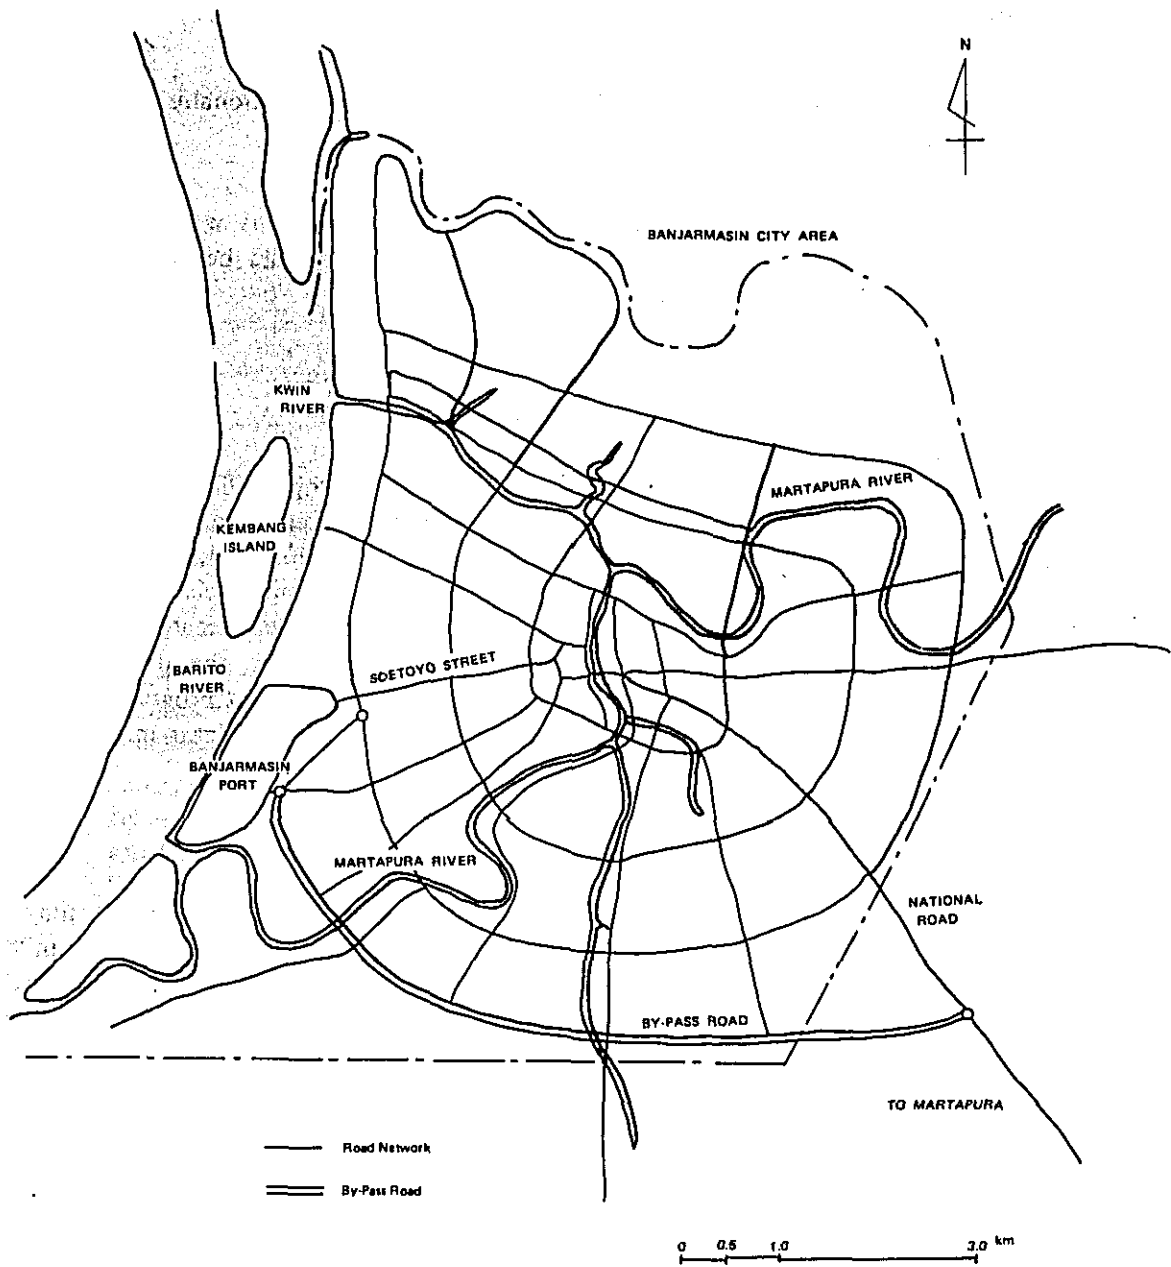 N
BANJARMASIN CITY AREA
KWIN
RIVER
MARTAPURA RIVER
KEMBANG
ISLAND
SOETOYO STREET
BARITO
RIVER
BANJARMASIN
PORT
MARTAPURA RIVER
NATIONAL
ROAD
BY-PASS ROAD
TO MARTAPURA
Road Network
By-Pass Road
0 0.5 1.0 3.0 km